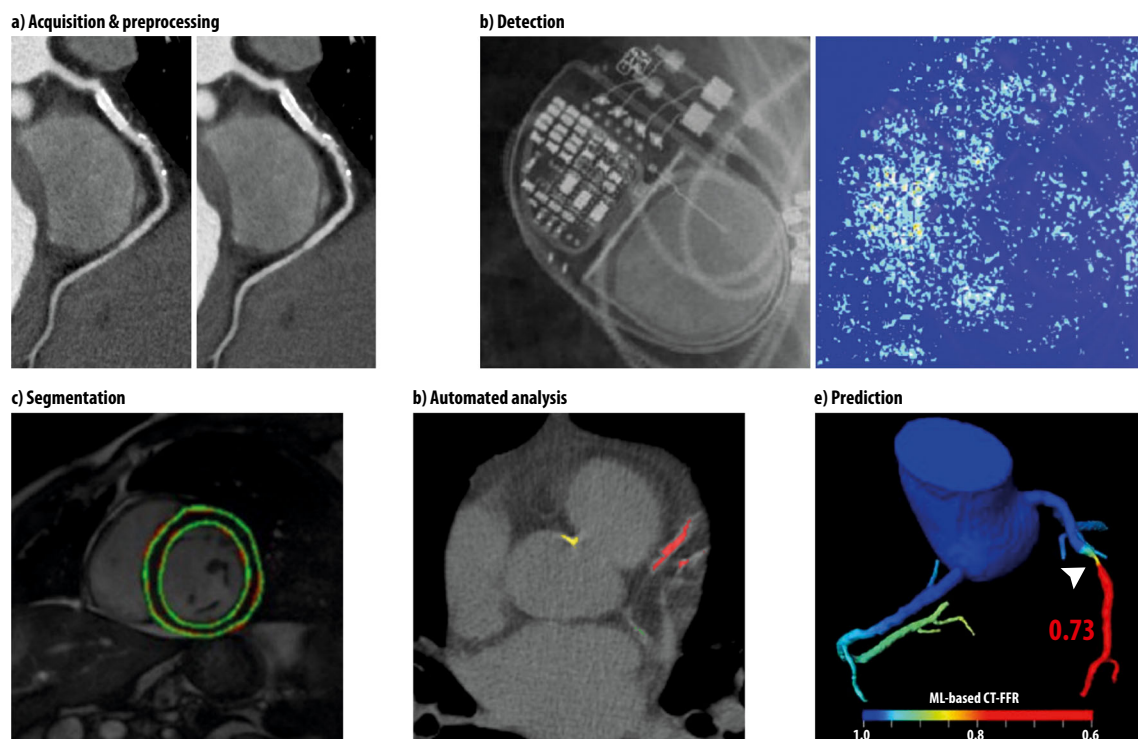 a) Acquisition & preprocessing
b) Detection
c) Segmentation
b) Automated analysis
e) Prediction
0.73
ML-based CT-FFR
1.0 0.8 0.6